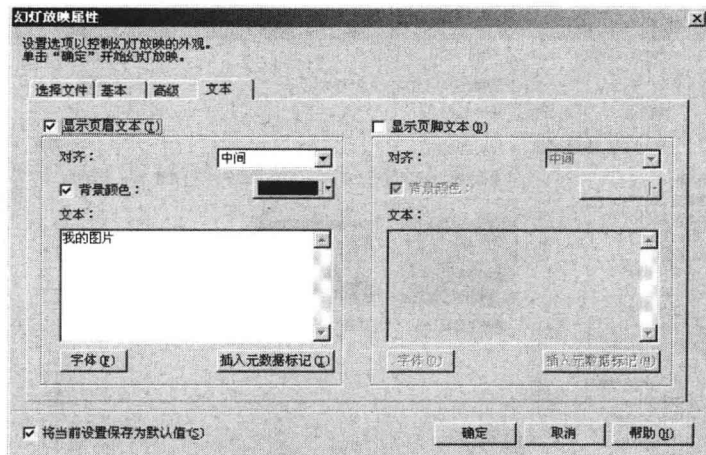 幻灯放映属性
设置选项以控制幻灯放映的外观。
单击“确定”开始幻灯放映。
选择文件 基本 高级 文本
显示页眉文本(T)
对齐: 中间
背景颜色:
文本:
我的图片
字体(F) 插入元数据标记(I)
显示页脚文本(R)
对齐: 中间
背景颜色:
文本:
字体(O) 插入元数据标记(M)
将当前设置保存为默认值(S)
确定 取消 帮助(H)